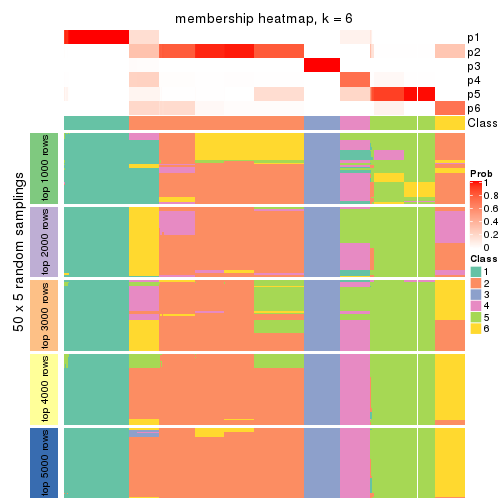 membership heatmap, k = 6
p1
p2
p3
p4
p5
p6
Class
50 x 5 random samplings
top 1000 rows
top 2000 rows
top 3000 rows
top 4000 rows
top 5000 rows
Prob
1
0.8
0.6
0.4
0.2
0
Class
1
2
3
4
5
6